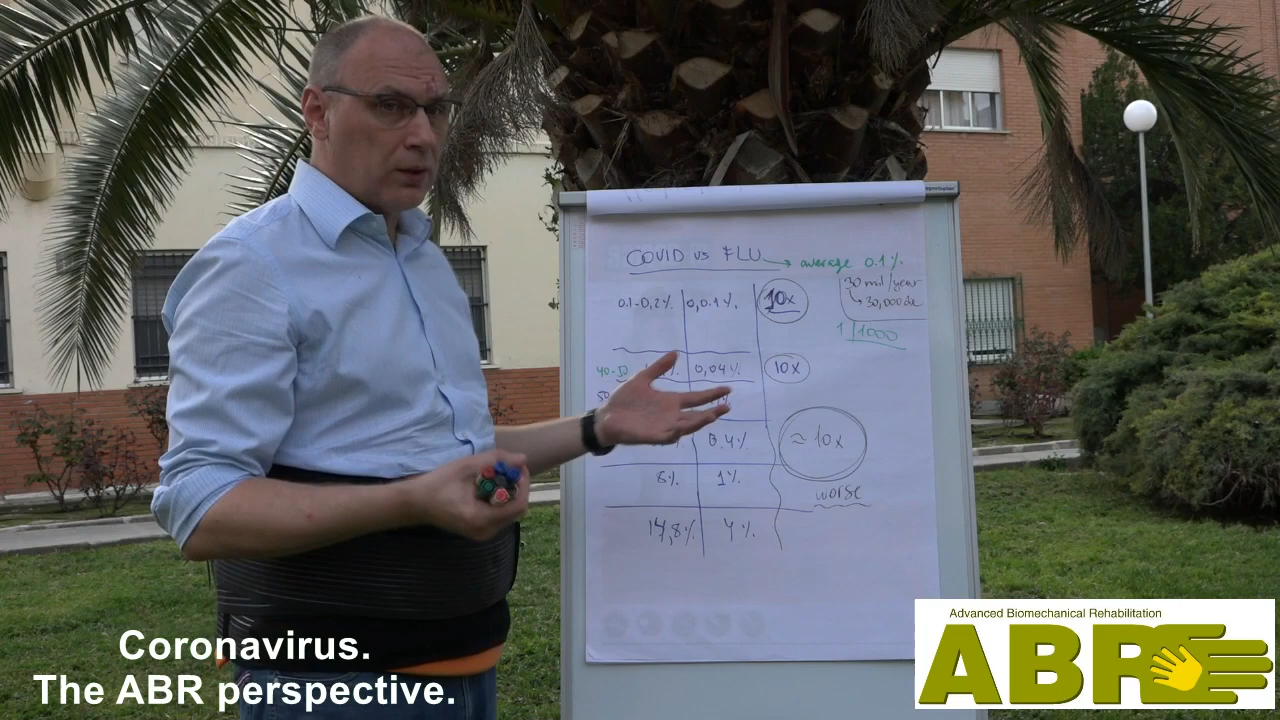 COVID vs FLU → average 0.1%
30 mil/year
↳ 30,000 de
1/1000
0.1-0,2% 0,01% 10x
40-50 0,04% 10x
50
0.4% ≈ 10x
8% 1%
worse
14,8% 4%
Coronavirus.
The ABR perspective.
Advanced Biomechanical Rehabilitation
ABR